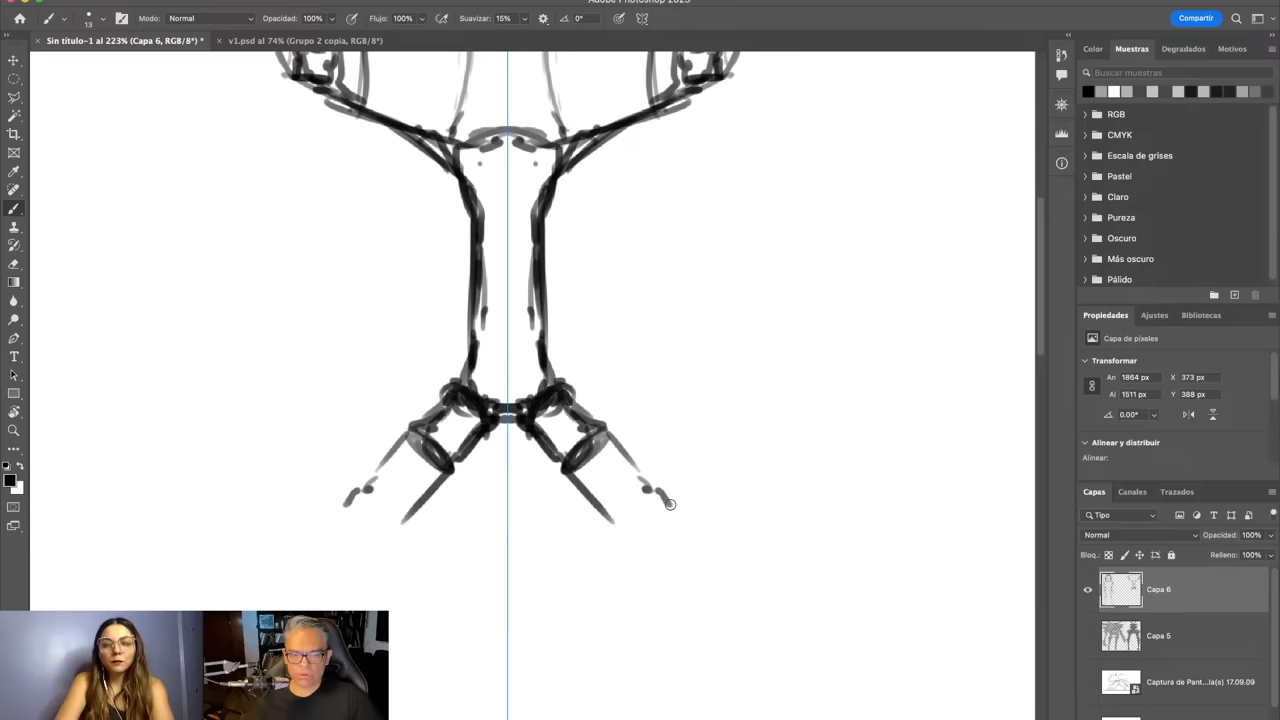 13
Modo:
Normal
Opacidad:
100%
Flujo:
100%
Suavizar:
15%
0°
Compartir
Sin título-1 al 223% (Capa 6, RGB/8*) *
v1.psd al 74% (Grupo 2 copia, RGB/8*)
Color
Muestras
Degradados
Motivos
Buscar muestras
RGB
CMYK
Escala de grises
Pastel
Claro
Pureza
Oscuro
Más oscuro
Pálido
Propiedades
Ajustes
Bibliotecas
Capa de píxeles
Transformar
An
1864 px
X
373 px
Al
1511 px
Y
388 px
0.00°
Alinear y distribuir
Alinear:
Capas
Canales
Trazados
Tipo
Normal
Opacidad:
100%
Bloq.:
Relleno:
100%
Capa 6
Capa 5
Captura de Pant...la(s) 17.09.09